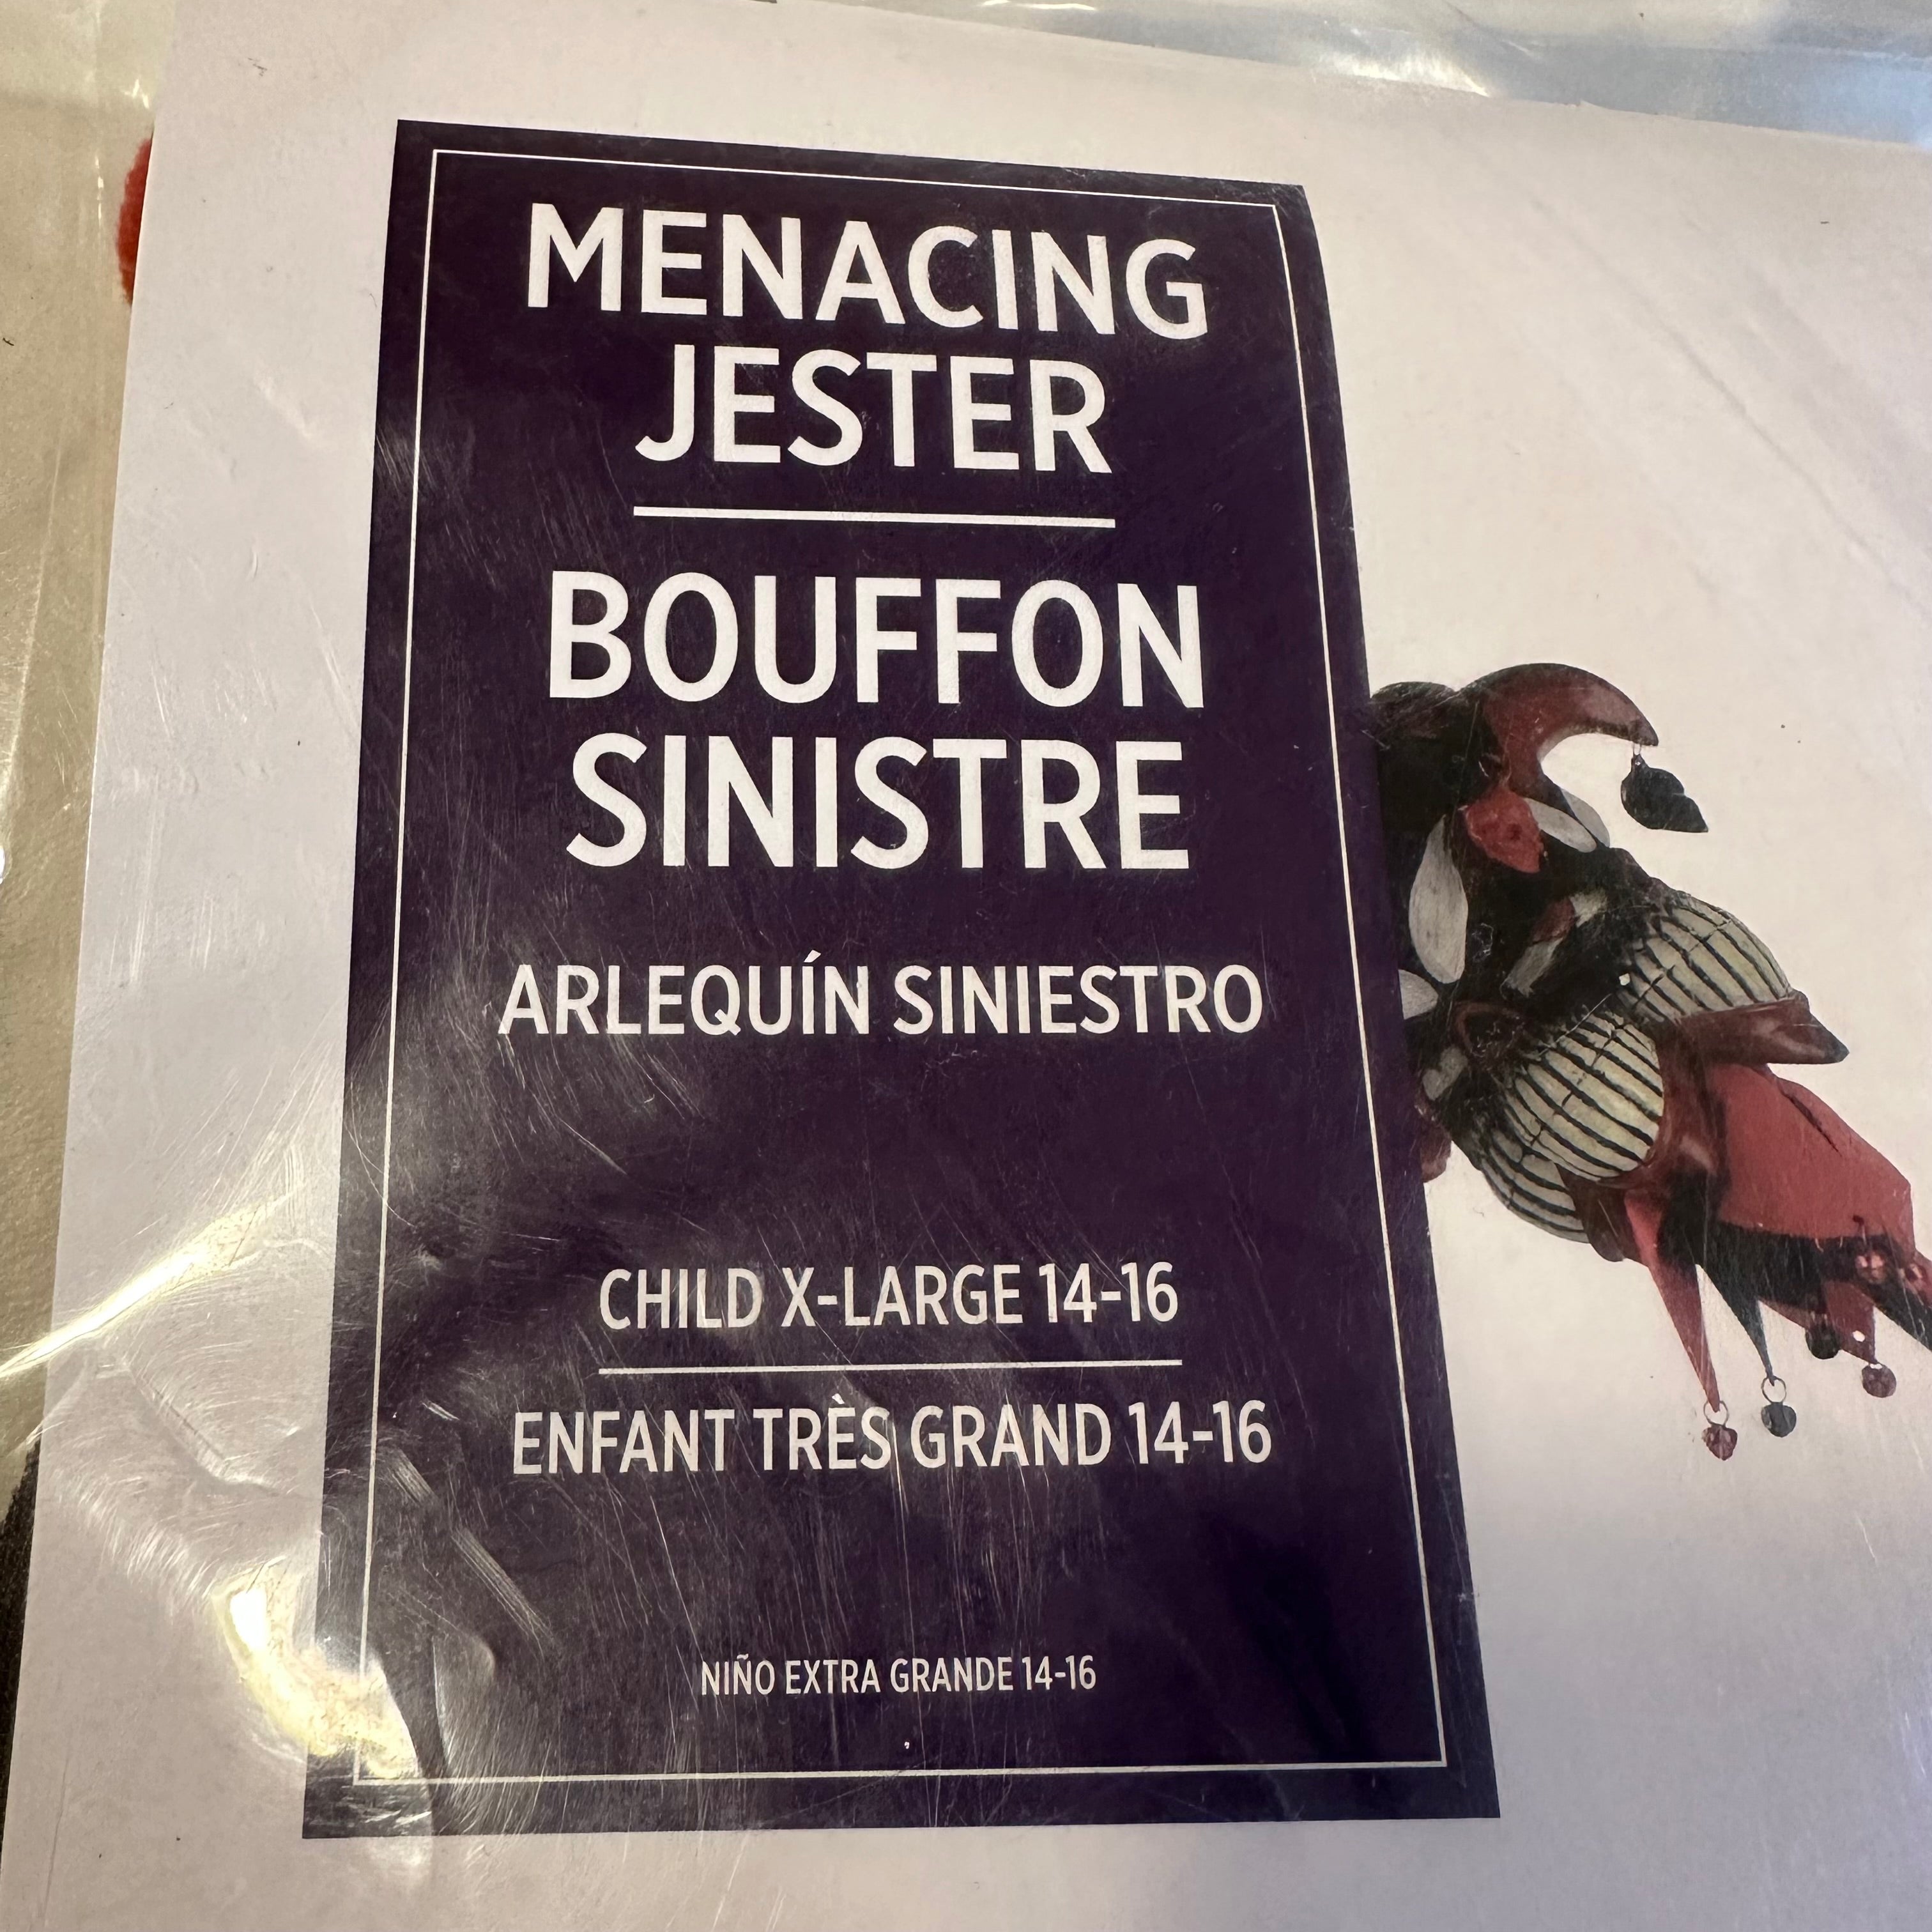 MENACING
JESTER
BOUFFON
SINISTRE
ARLEQUÍN SINIESTRO
CHILD X-LARGE 14-16
ENFANT TRÈS GRAND 14-16
NIÑO EXTRA GRANDE 14-16